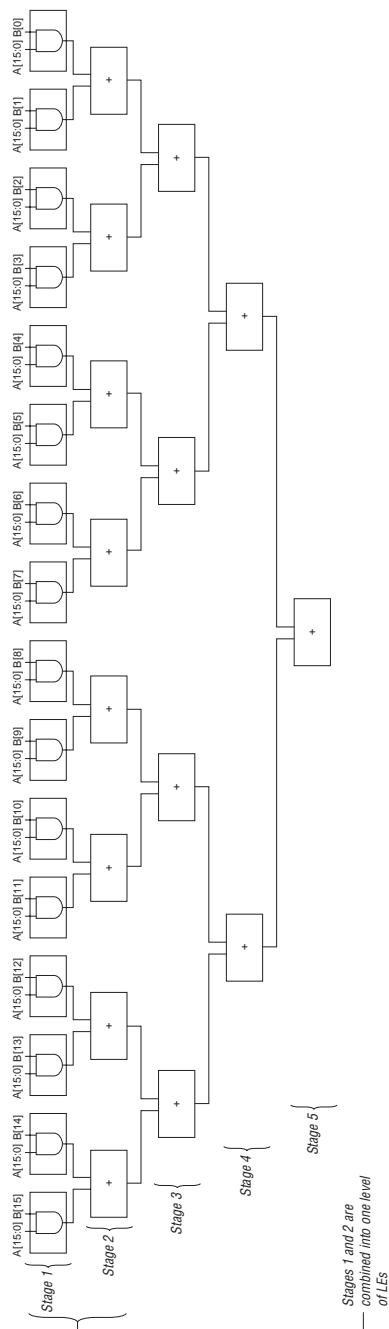 A[15:0] B[15]
A[15:0] B[14]
A[15:0] B[13]
A[15:0] B[12]
A[15:0] B[11]
A[15:0] B[10]
A[15:0] B[9]
A[15:0] B[8]
A[15:0] B[7]
A[15:0] B[6]
A[15:0] B[5]
A[15:0] B[4]
A[15:0] B[3]
A[15:0] B[2]
A[15:0] B[1]
A[15:0] B[0]
Stage 1
Stage 2
+
+
+
+
+
+
+
+
Stage 3
+
+
+
+
Stage 4
+
+
Stage 5
+
Stages 1 and 2 are
combined into one level
of LEs